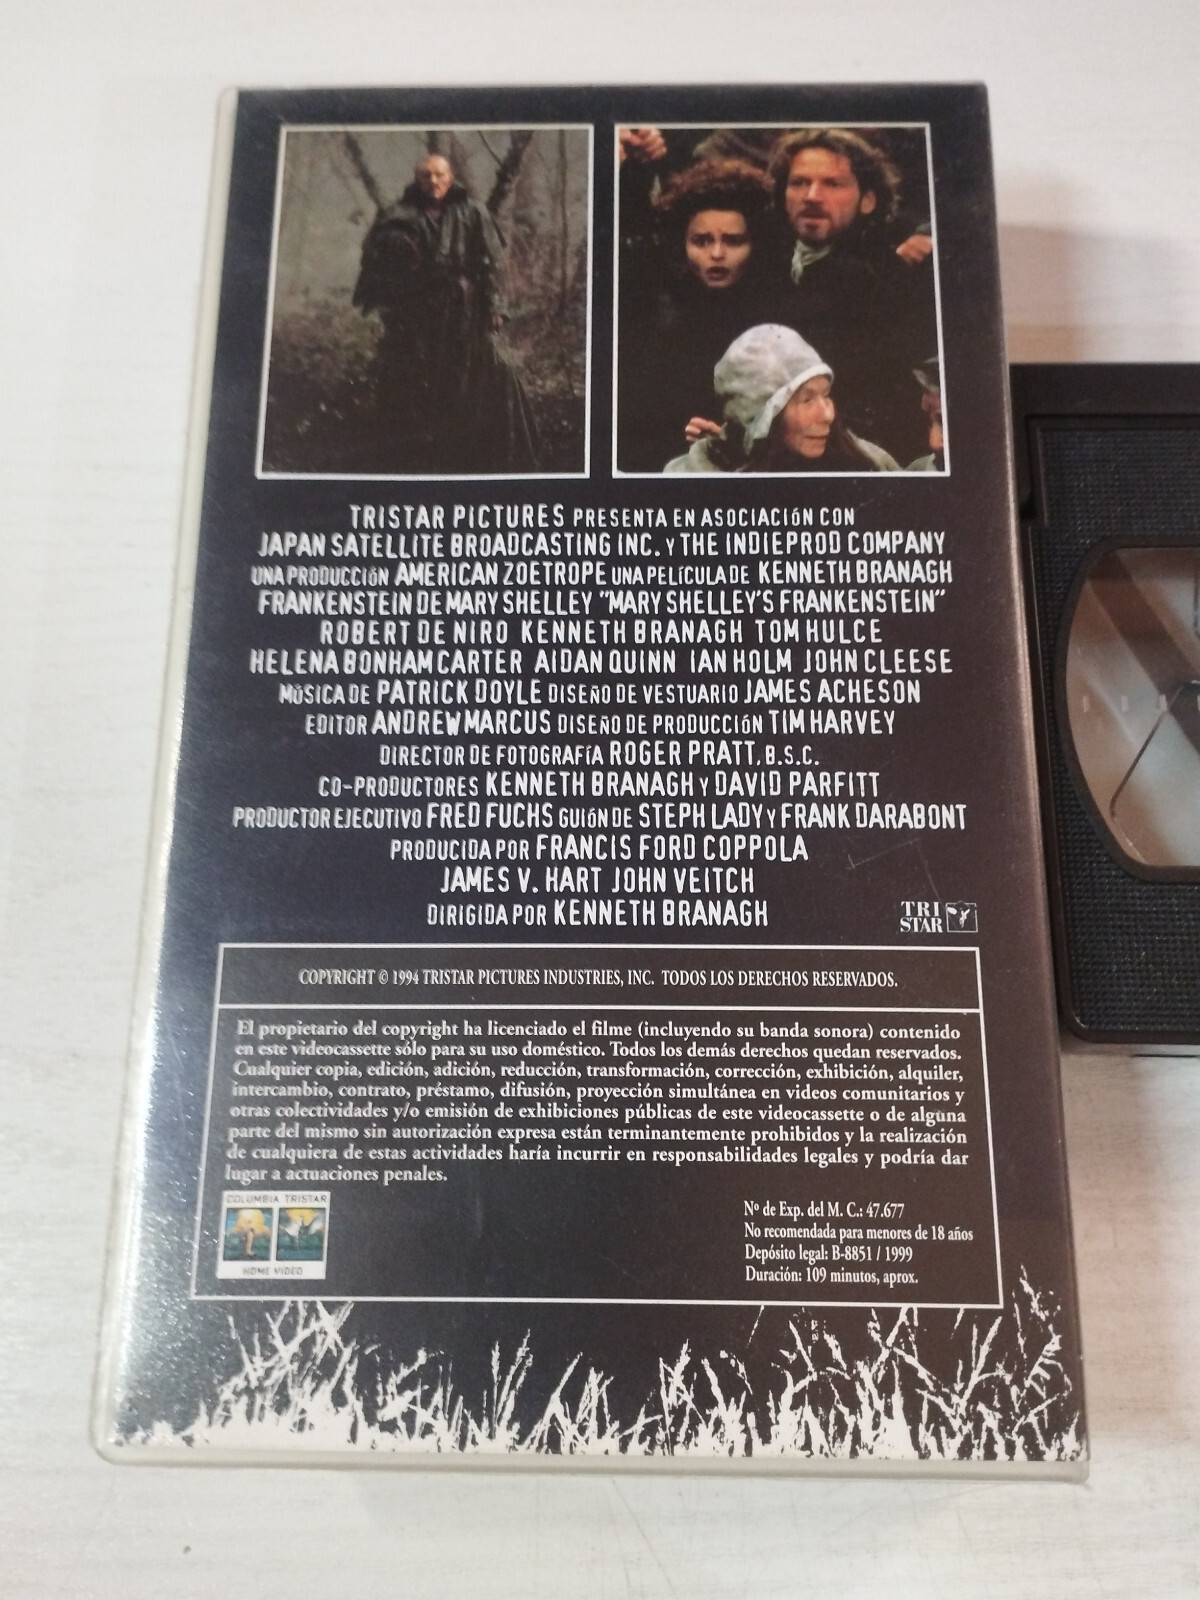 TRISTAR PICTURES PRESENTA EN ASOCIACIÓN CON
JAPAN SATELLITE BROADCASTING INC. Y THE INDIEPROD COMPANY
UNA PRODUCCIÓN AMERICAN ZOETROPE UNA PELÍCULA DE KENNETH BRANAGH
FRANKENSTEIN DE MARY SHELLEY "MARY SHELLEY'S FRANKENSTEIN"
ROBERT DE NIRO KENNETH BRANAGH TOM HULCE
HELENA BONHAM CARTER AIDAN QUINN IAN HOLM JOHN CLEESE
MÚSICA DE PATRICK DOYLE DISEÑO DE VESTUARIO JAMES ACHESON
EDITOR ANDREW MARCUS DISEÑO DE PRODUCCIÓN TIM HARVEY
DIRECTOR DE FOTOGRAFÍA ROGER PRATT, B.S.C.
CO-PRODUCTORES KENNETH BRANAGH Y DAVID PARFITT
PRODUCTOR EJECUTIVO FRED FUCHS GUIÓN DE STEPH LADY Y FRANK DARABONT
PRODUCIDA POR FRANCIS FORD COPPOLA
JAMES V. HART JOHN VEITCH
DIRIGIDA POR KENNETH BRANAGH
TRI
STAR
COPYRIGHT © 1994 TRISTAR PICTURES INDUSTRIES, INC. TODOS LOS DERECHOS RESERVADOS.
El propietario del copyright ha licenciado el filme (incluyendo su banda sonora) contenido
en este videocassette sólo para su uso doméstico. Todos los demás derechos quedan reservados.
Cualquier copia, edición, adición, reducción, transformación, corrección, exhibición, alquiler,
intercambio, contrato, préstamo, difusión, proyección simultánea en videos comunitarios y
otras colectividades y/o emisión de exhibiciones públicas de este videocassette o de alguna
parte del mismo sin autorización expresa están terminantemente prohibidos y la realización
de cualquiera de estas actividades haría incurrir en responsabilidades legales y podría dar
lugar a actuaciones penales.
COLUMBIA TRISTAR
HOME VIDEO
Nº de Exp. del M. C.: 47.677
No recomendada para menores de 18 años
Depósito legal: B-8851 / 1999
Duración: 109 minutos, aprox.